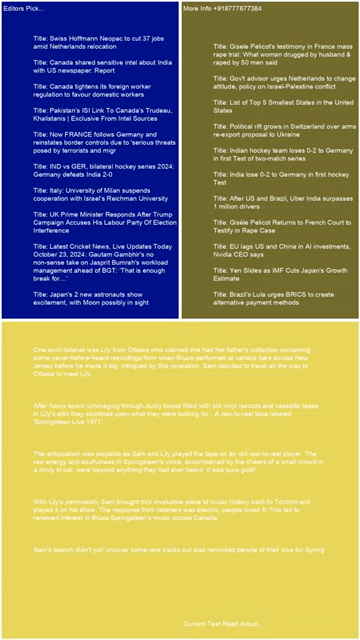 Editors Pick...
Title: Swiss Hoffmann Neopac to cut 37 jobs
amid Netherlands relocation
Title: Canada shared sensitive intel about India
with US newspaper: Report
Title: Canada tightens its foreign worker
regulation to favour domestic workers
Title: Pakistan's ISI Link To Canada's Trudeau,
Khalistanis | Exclusive From Intel Sources
Title: Now FRANCE follows Germany and
reinstates border controls due to 'serious threats
posed by terrorists and migr
Title: IND vs GER, bilateral hockey series 2024:
Germany defeats India 2-0
Title: Italy: University of Milan suspends
cooperation with Israel's Reichman University
Title: UK Prime Minister Responds After Trump
Campaign Accuses His Labour Party Of Election
Interference
Title: Latest Cricket News, Live Updates Today
October 23, 2024: Gautam Gambhir's no
non-sense take on Jasprit Bumrah's workload
management ahead of BGT: 'That is enough
break for…'
Title: Japan's 2 new astronauts show
excitement, with Moon possibly in sight
More Info +918777677384
Title: Gisele Pelicot's testimony in France mass
rape trial: What woman drugged by husband &
raped by 50 men said
Title: Gov't advisor urges Netherlands to change
attitude, policy on Israel-Palestine conflict
Title: List of Top 5 Smallest States in the United
States
Title: Political rift grows in Switzerland over arms
re-export proposal to Ukraine
Title: Indian hockey team loses 0-2 to Germany
in first Test of two-match series
Title: India lose 0-2 to Germany in first hockey
Test
Title: After US and Brazil, Uber India surpasses
1 million drivers
Title: Gisèle Pelicot Returns to French Court to
Testify in Rape Case
Title: EU lags US and China in AI investments,
Nvidia CEO says
Title: Yen Slides as IMF Cuts Japan's Growth
Estimate
Title: Brazil's Lula urges BRICS to create
alternative payment methods
One such listener was Lily from Ottawa who claimed she had her father's collection containing
some never-before-heard recordings from when Bruce performed at various bars across New
Jersey before he made it big. Intrigued by this revelation, Sam decided to travel all the way to
Ottawa to meet Lily.
After hours spent rummaging through dusty boxes filled with old vinyl records and cassette tapes
in Lily's attic they stumbled upon what they were looking for - A reel-to-reel tape labeled
'Springsteen Live 1971'.
The anticipation was palpable as Sam and Lily played the tape on an old reel-to-reel player. The
raw energy and soulfulness in Springsteen's voice, accompanied by the cheers of a small crowd in
a dimly lit bar, were beyond anything they had ever heard. It was pure gold!
With Lily's permission, Sam brought this invaluable piece of music history back to Toronto and
played it on his show. The response from listeners was electric; people loved it! This led to
renewed interest in Bruce Springsteen's music across Canada.
Sam's search didn't just uncover some rare tracks but also reminded people of their love for Spring
Current Text Read Aloud...